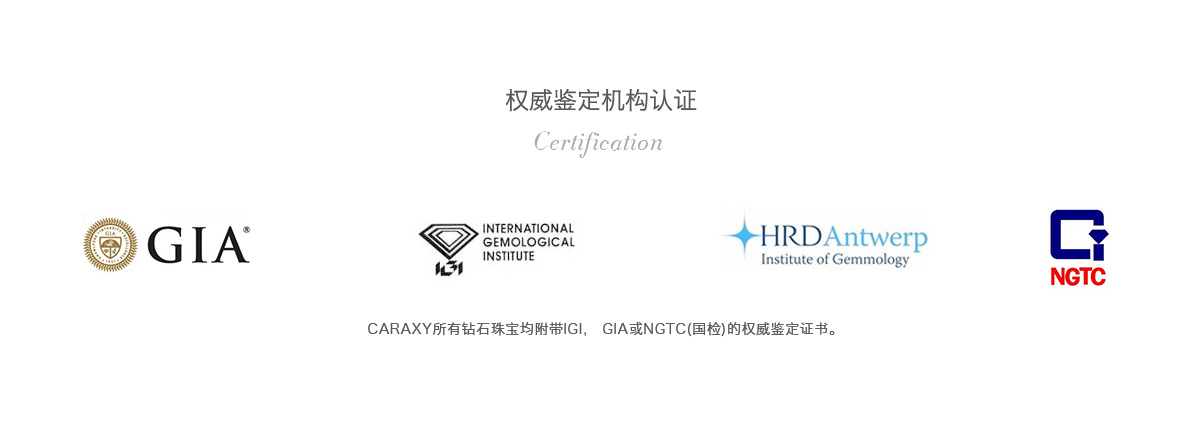 权威鉴定机构认证
Certification
GIA®
INTERNATIONAL
GEMOLOGICAL
INSTITUTE
IGI
HRDAntwerp
Institute of Gemmology
NGTC
CARAXY所有钻石珠宝均附带IGI， GIA或NGTC(国检)的权威鉴定证书。